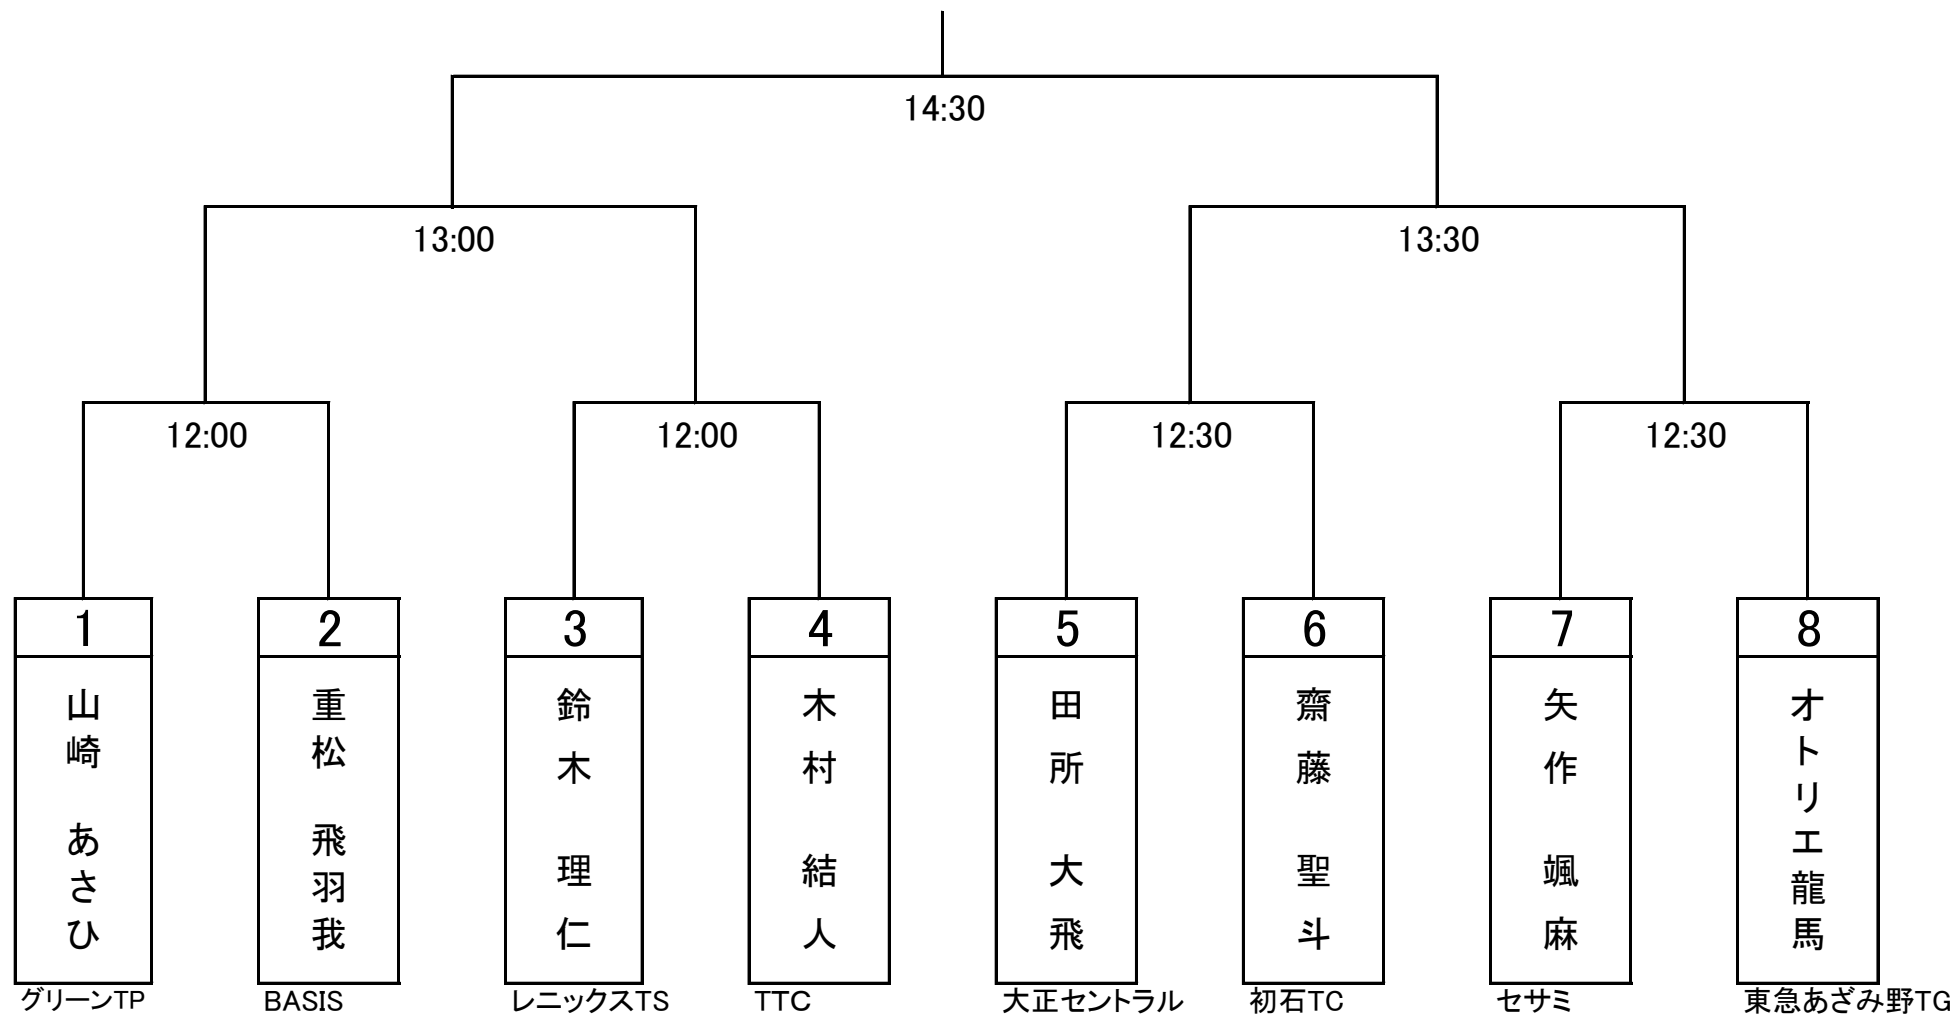 14:30
13:00
13:30
12:00
12:00
12:30
12:30
1
2
3
4
5
6
7
8
山崎 あさひ
重松 飛羽我
鈴木 理仁
木村 結人
田所 大飛
齋藤 聖斗
矢作 颯麻
オトリエ龍馬
グリーンTP
BASIS
レニックスTS
TTC
大正セントラル
初石TC
セサミ
東急あざみ野TG